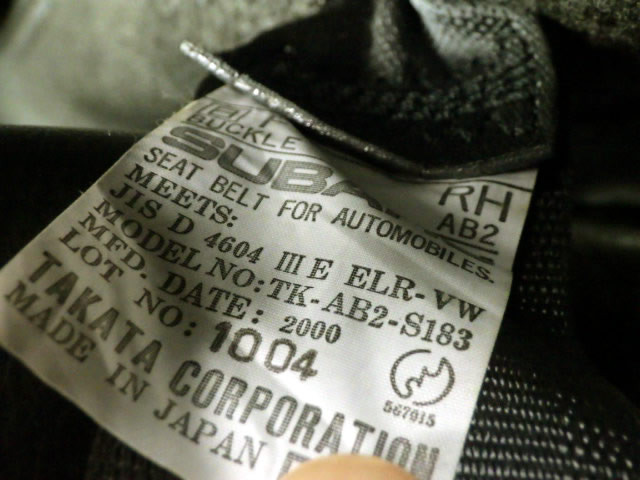 BUCKLE
SUBA
RH
AB2
SEAT BELT FOR AUTOMOBILES.
MEETS:
JIS D 4604 III E ELR-VW
MODEL NO: TK-AB2-S183
MFD. DATE: 2000
LOT NO: 1004
567015
TAKATA CORPORATION
MADE IN JAPAN